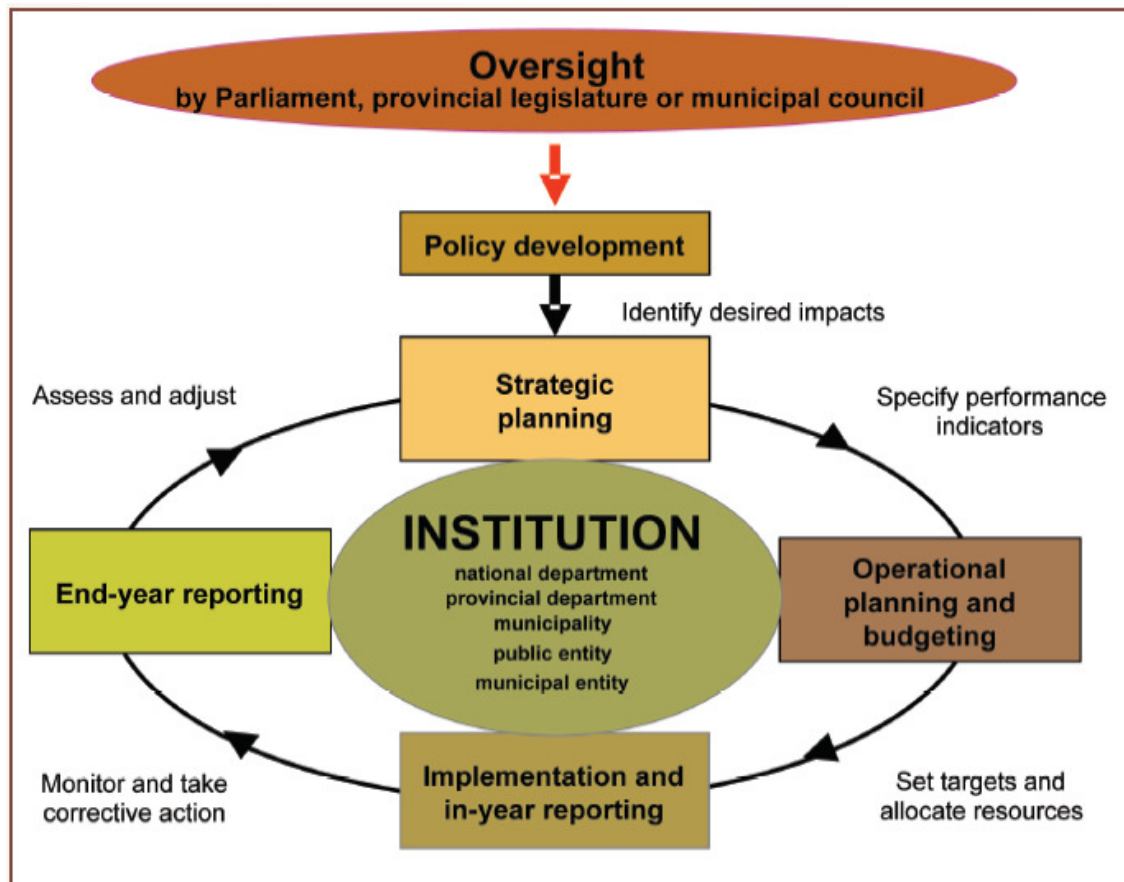 Oversight
by Parliament, provincial legislature or municipal council
Policy development
Identify desired impacts
Strategic
planning
Assess and adjust
Specify performance
indicators
INSTITUTION
national department
provincial department
municipality
public entity
municipal entity
End-year reporting
Operational
planning and
budgeting
Implementation and
in-year reporting
Monitor and take
corrective action
Set targets and
allocate resources